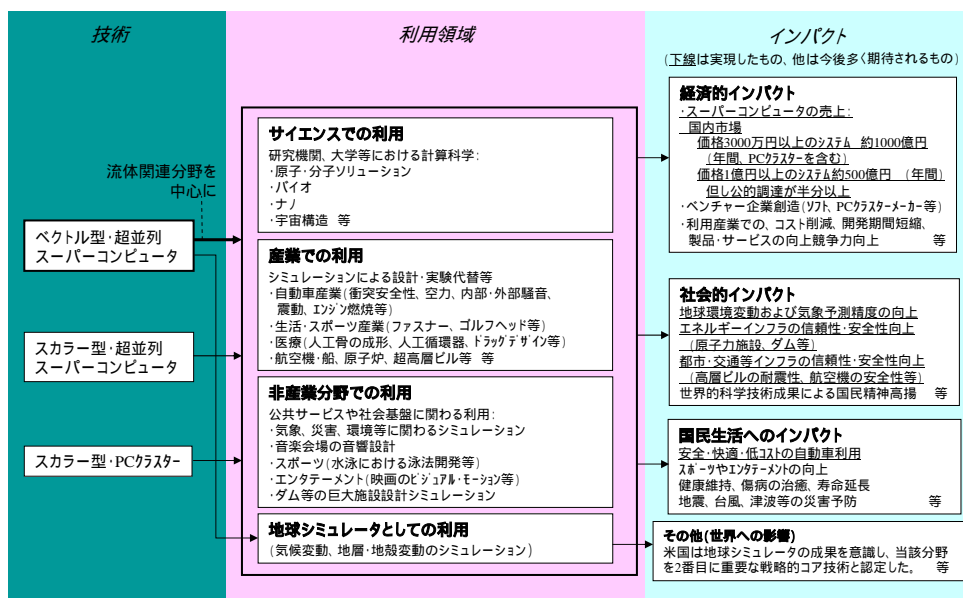 技術
流体関連分野を
中心に
ベクトル型・超並列
スーパーコンピュータ
スカラー型・超並列
スーパーコンピュータ
スカラー型・PCクラスター
利用領域
サイエンスでの利用
研究機関、大学等における計算科学：
・原子・分子ソリューション
・バイオ
・ナノ
・宇宙構造 等
産業での利用
シミュレーションによる設計・実験代替等
・自動車産業(衝突安全性、空力、内部・外部騒音、
震動、エンジン燃焼等)
・生活・スポーツ産業(ファスナー、ゴルフヘッド等)
・医療(人工骨の成形、人工循環器、ドラッグデザイン等)
・航空機・船、原子炉、超高層ビル等 等
非産業分野での利用
公共サービスや社会基盤に関わる利用：
・気象、災害、環境等に関わるシミュレーション
・音楽会場の音響設計
・スポーツ(水泳における泳法開発等)
・エンタテーメント(映画のビジュアル・モーション等)
・ダム等の巨大施設設計シミュレーション
地球シミュレータとしての利用
(気候変動、地層・地殻変動のシミュレーション)
インパクト
(下線は実現したもの、他は今後多く期待されるもの)
経済的インパクト
・スーパーコンピュータの売上：
国内市場
価格3000万円以上のシステム 約1000億円
(年間、PCクラスターを含む)
価格1億円以上のシステム約500億円 (年間)
但し公的調達が半分以上
・ベンチャー企業創造(ソフト、PCクラスターメーカー等)
・利用産業での、コスト削減、開発期間短縮、
製品・サービスの向上競争力向上 等
社会的インパクト
地球環境変動および気象予測精度の向上
エネルギーインフラの信頼性・安全性向上
(原子力施設、ダム等)
都市・交通等インフラの信頼性・安全性向上
(高層ビルの耐震性、航空機の安全性等)
世界的科学技術成果による国民精神高揚 等
国民生活へのインパクト
安全・快適・低コストの自動車利用
スポーツやエンタテーメントの向上
健康維持、傷病の治癒、寿命延長
地震、台風、津波等の災害予防 等
その他(世界への影響)
米国は地球シミュレータの成果を意識し、当該分野
を2番目に重要な戦略的コア技術と認定した。 等